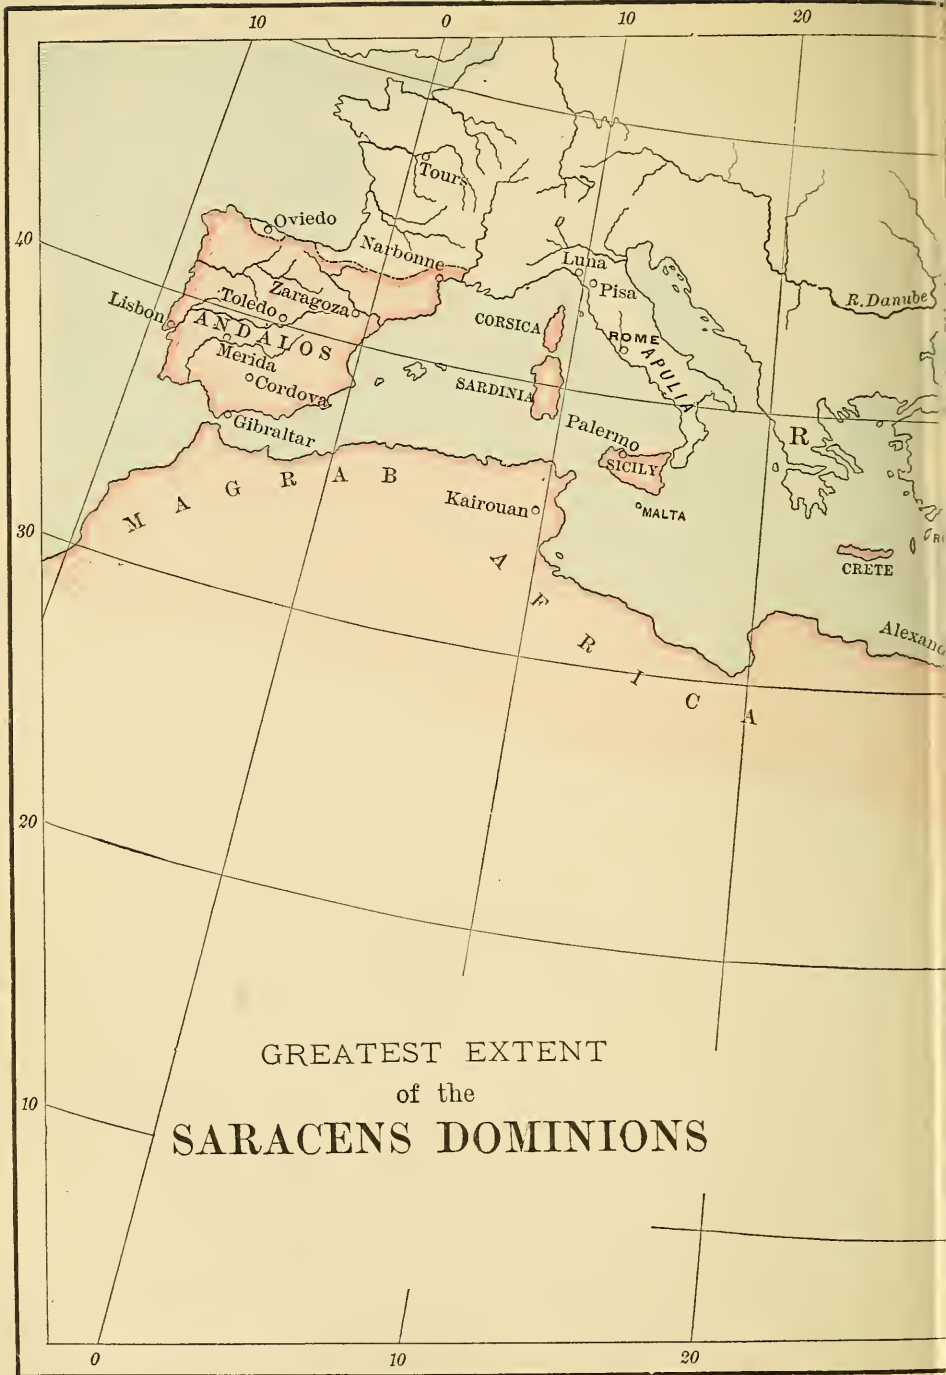 10 0 10 20
Tours
Oviedo
40
Narbonne
Luna
Pisa
R. Danube
Zaragoza
Toledo
Lisbon
CORSICA
ANDALOS
ROME
Merida
APULIA
SARDINIA
Cordova
Gibraltar
Palermo
R
SICILY
MAGRAB
Kairouan
MALTA
30
CRETE
AFRICA
20
GREATEST EXTENT
of the
SARACENS DOMINIONS
10
0 10 20